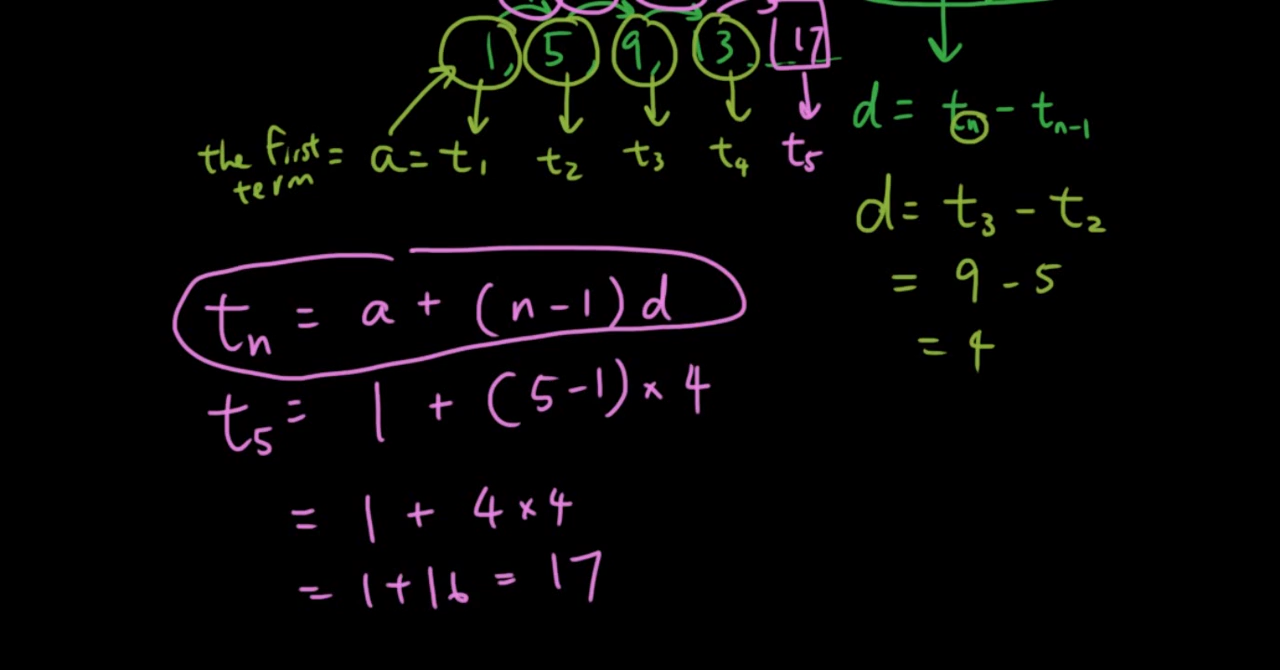 1, 5, 9, 13, 17
d = tₙ - tₙ₋₁
the first term = a = t₁ t₂ t₃ t₄ t₅
d = t₃ - t₂
= 9 - 5
= 4
tₙ = a + (n-1)d
t₅ = 1 + (5-1) × 4
= 1 + 4 × 4
= 1 + 16 = 17